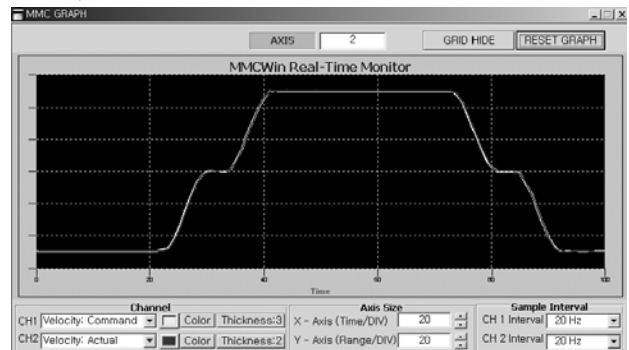 MMC GRAPH
AXIS 2 GRID HIDE RESET GRAPH
MMCWin Real-Time Monitor
0 20 40 60 80 100
Time
Channel Axis Size Sample Interval
CH1 Velocity: Command Color Thickness:3 X - Axis (Time/DIV) 20 CH 1 Interval 20 Hz
CH2 Velocity: Actual Color Thickness:2 Y - Axis (Range/DIV) 20 CH 2 Interval 20 Hz